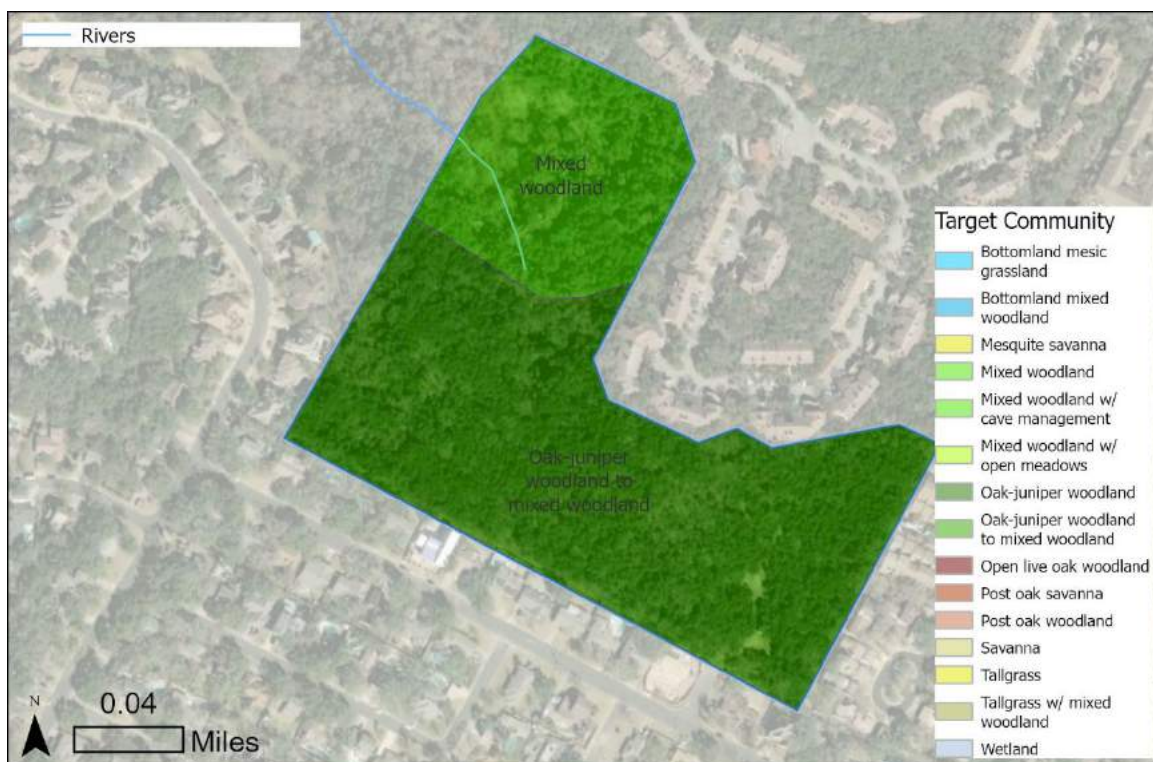 Rivers
Mixed
woodland
Oak-juniper
woodland to
mixed woodland
Target Community
Bottomland mesic
grassland
Bottomland mixed
woodland
Mesquite savanna
Mixed woodland
Mixed woodland w/
cave management
Mixed woodland w/
open meadows
Oak-juniper woodland
Oak-juniper woodland
to mixed woodland
Open live oak woodland
Post oak savanna
Post oak woodland
Savanna
Tallgrass
Tallgrass w/ mixed
woodland
Wetland
N
0.04
Miles